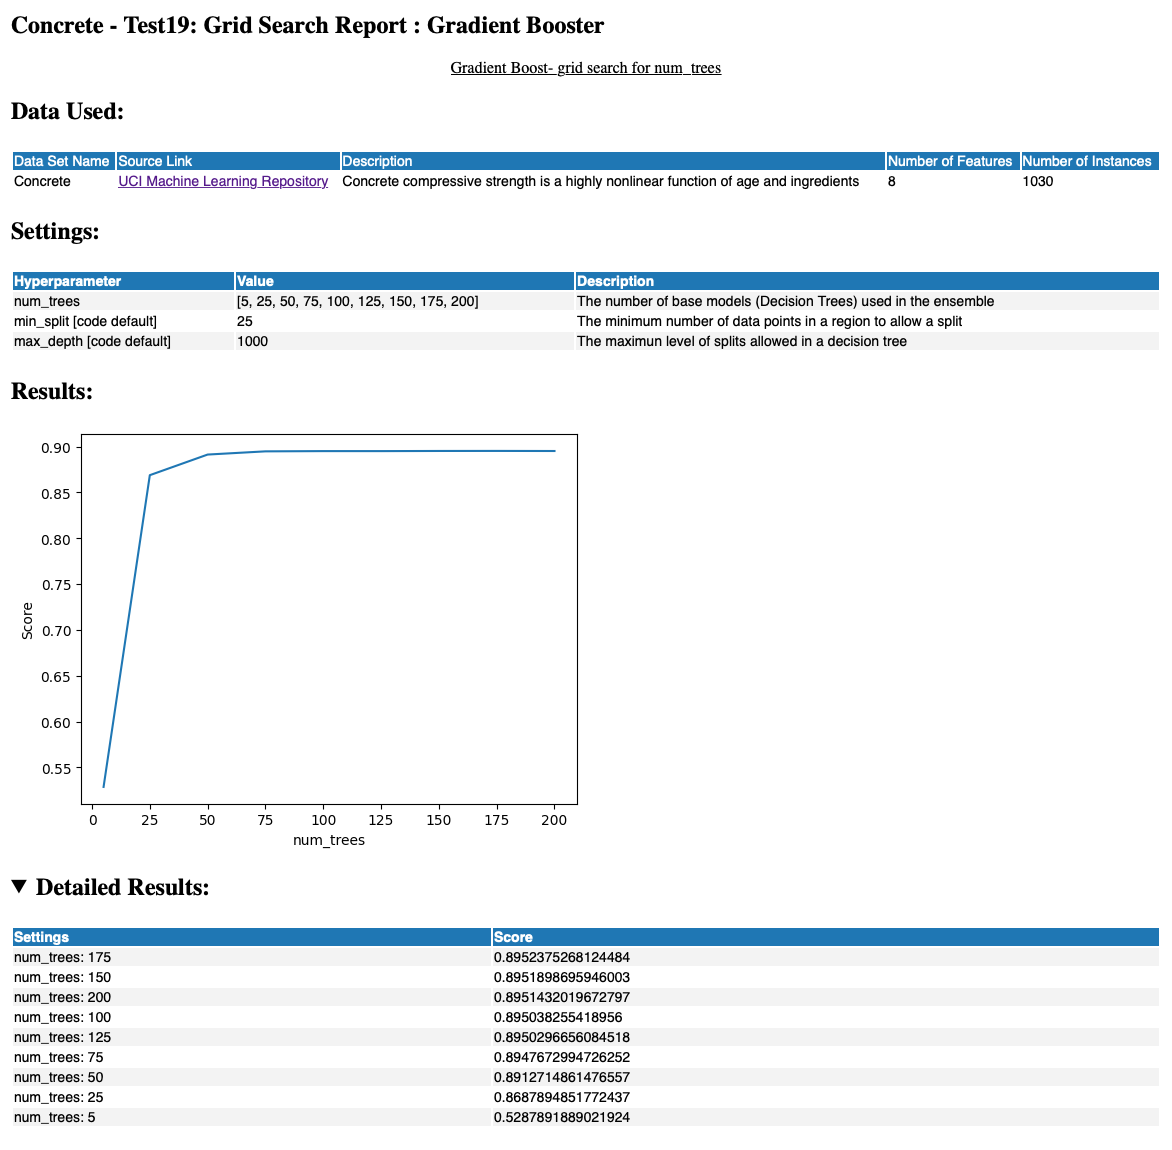 Concrete - Test19: Grid Search Report : Gradient Booster
Gradient Boost- grid search for num_trees
Data Used:
Data Set Name Source Link Description Number of Features Number of Instances
Concrete UCI Machine Learning Repository Concrete compressive strength is a highly nonlinear function of age and ingredients 8 1030
Settings:
Hyperparameter Value Description
num_trees [5, 25, 50, 75, 100, 125, 150, 175, 200] The number of base models (Decision Trees) used in the ensemble
min_split [code default] 25 The minimum number of data points in a region to allow a split
max_depth [code default] 1000 The maximun level of splits allowed in a decision tree
Results:
0.90
0.85
0.80
0.75
0.70
0.65
0.60
0.55
Score
0 25 50 75 100 125 150 175 200
num_trees
▼ Detailed Results:
Settings Score
num_trees: 175 0.8952375268124484
num_trees: 150 0.8951898695946003
num_trees: 200 0.8951432019672797
num_trees: 100 0.895038255418956
num_trees: 125 0.8950296656084518
num_trees: 75 0.8947672994726252
num_trees: 50 0.8912714861476557
num_trees: 25 0.8687894851772437
num_trees: 5 0.5287891889021924